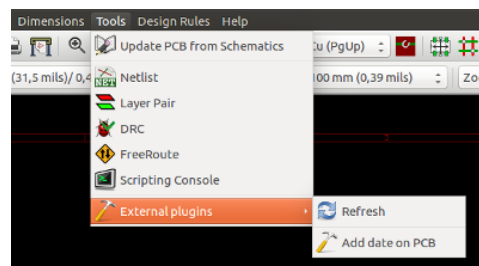 Dimensions Tools Design Rules Help
Update PCB from Schematics
Cu (PgUp)
(31,5 mils)/ 0,4
100 mm (0,39 mils)
Zo
NET
Netlist
Layer Pair
DRC
FreeRoute
Scripting Console
External plugins
Refresh
Add date on PCB